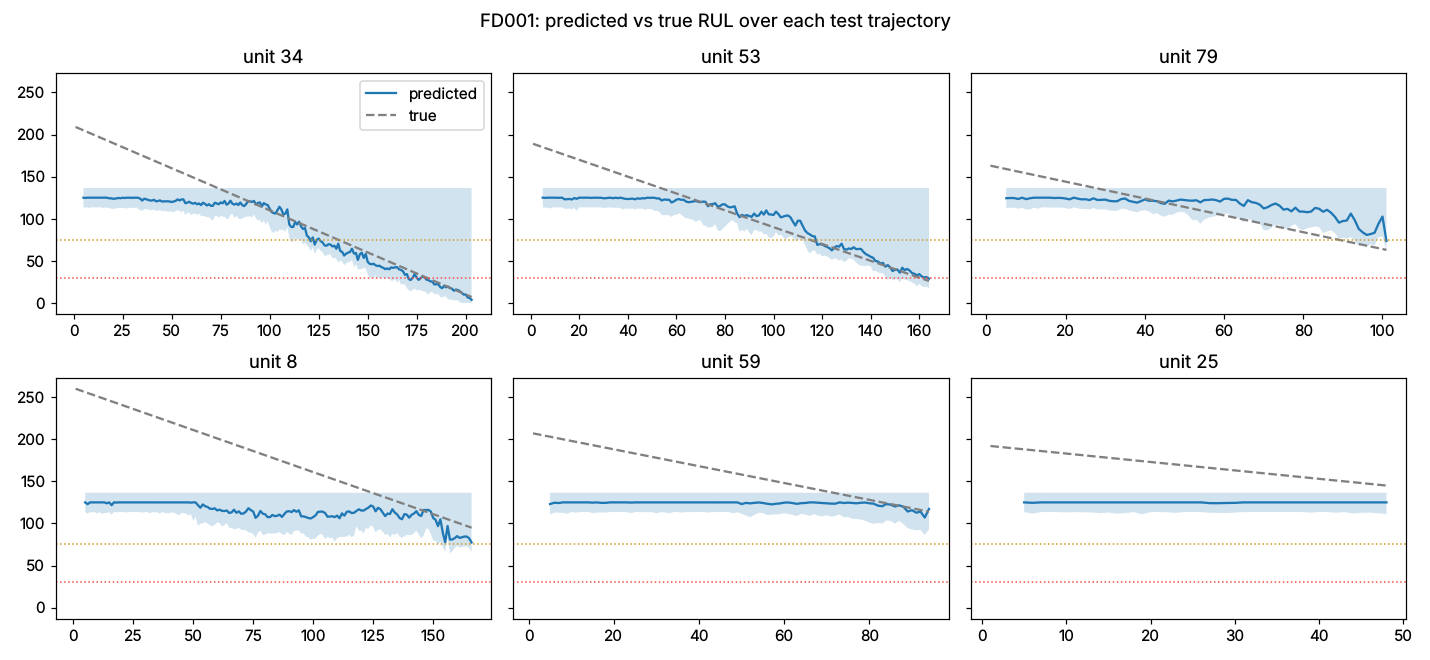 FD001: predicted vs true RUL over each test trajectory
unit 34
unit 53
unit 79
predicted
true
250
200
150
100
50
0
0 25 50 75 100 125 150 175 200
0 20 40 60 80 100 120 140 160
0 20 40 60 80 100
unit 8
unit 59
unit 25
250
200
150
100
50
0
0 25 50 75 100 125 150
0 20 40 60 80
0 10 20 30 40 50